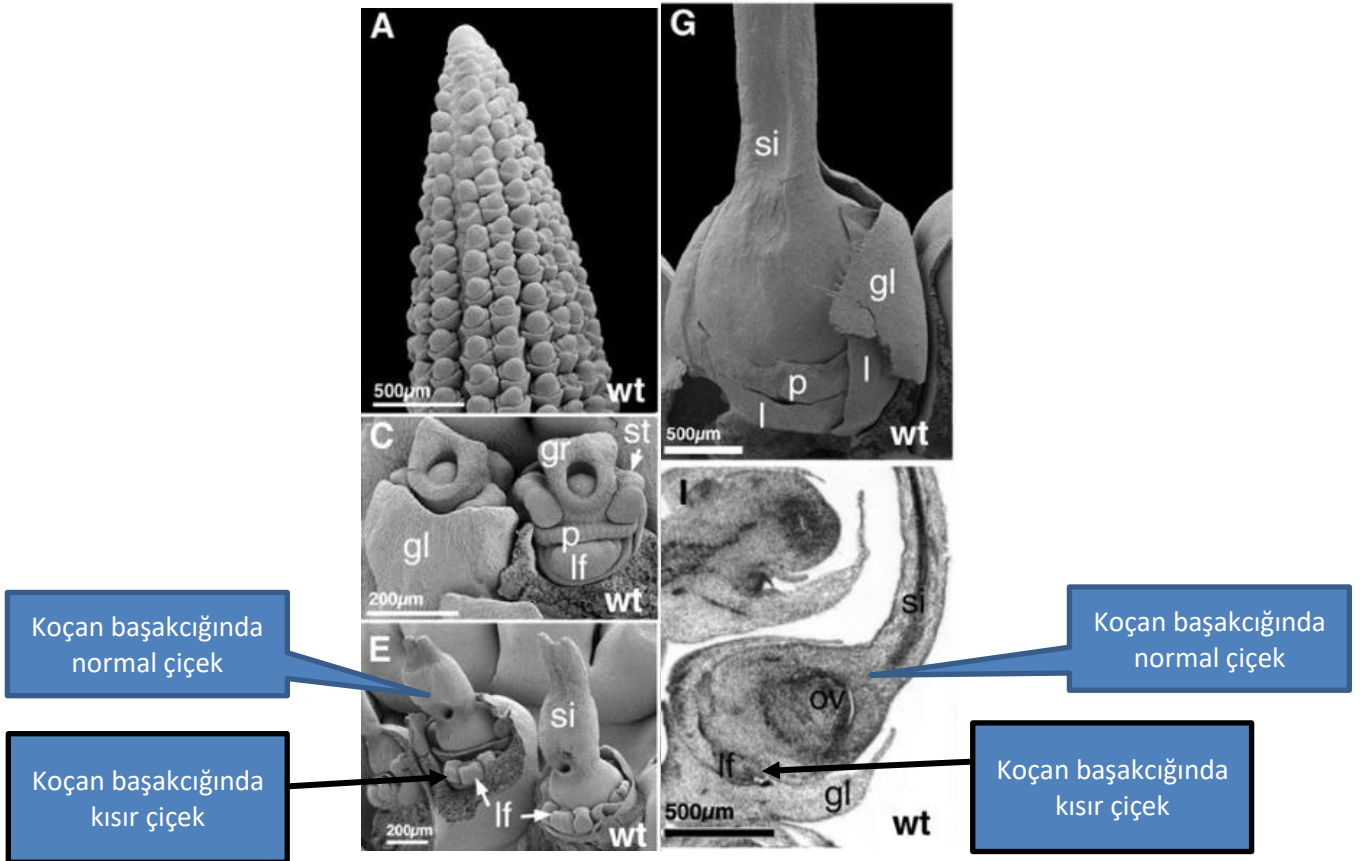 A
500µm
wt
G
si
gl
p
l
l
500µm
wt
C
gr
st
gl
p
lf
200µm
wt
Koçan başakcığında
normal çiçek
E
si
lf
200µm
wt
Koçan başakcığında
kısır çiçek
I
si
ov
lf
gl
500µm
wt
Koçan başakcığında
normal çiçek
Koçan başakcığında
kısır çiçek